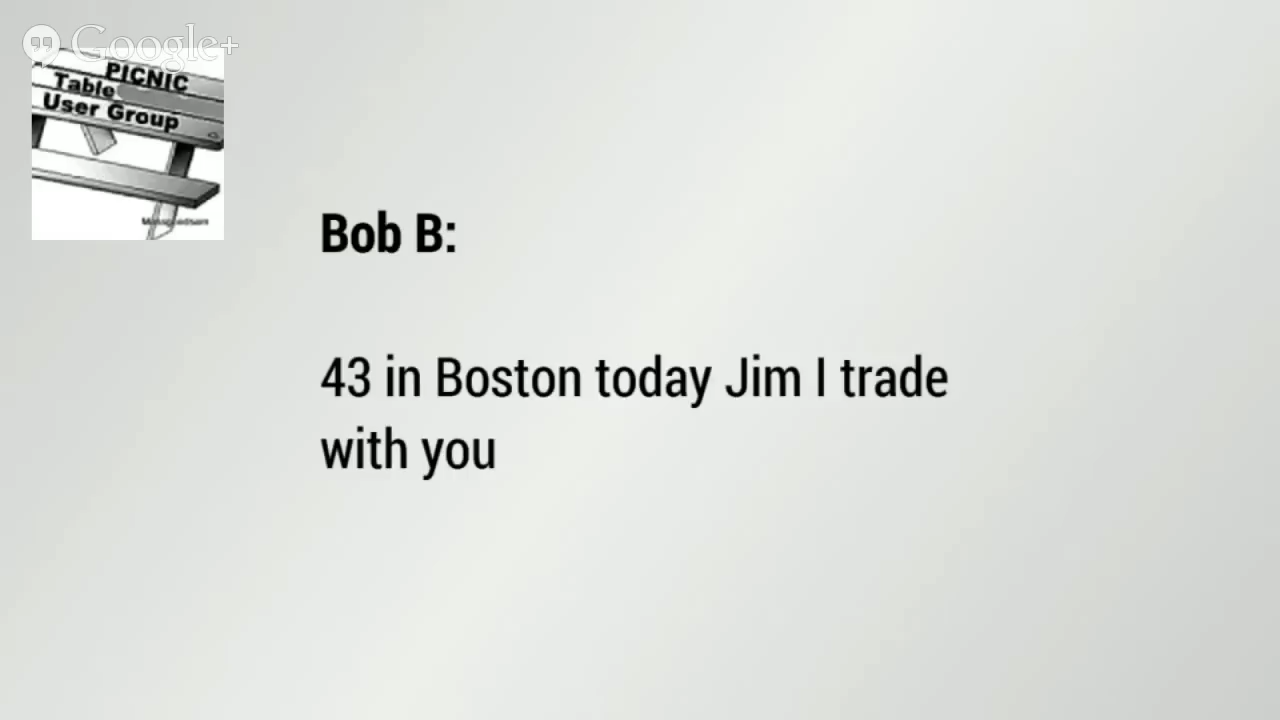 Google+
PICNIC
Table
User Group
Bob B:
43 in Boston today Jim I trade
with you